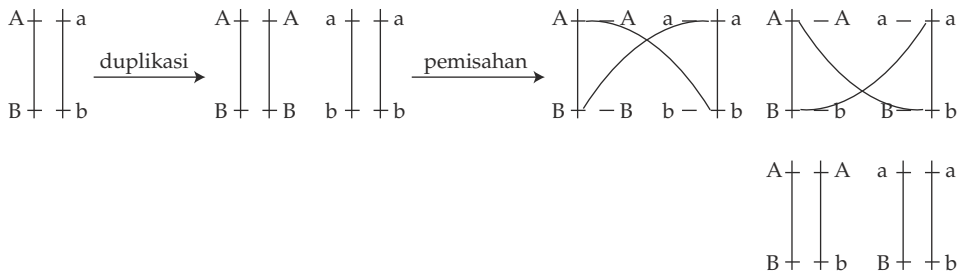 A a A A a a A A a a A A a a
duplikasi pemisahan
B b B B b b B B b b B b B b
A A a a
B b B b